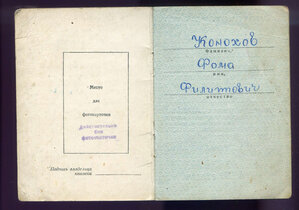 Место
для
фотокарточки
Действительно
без
фотокарточки
Подпись владельца
книжки
Конохов
фамилия,
Фома
имя,
Филиппович
отчество